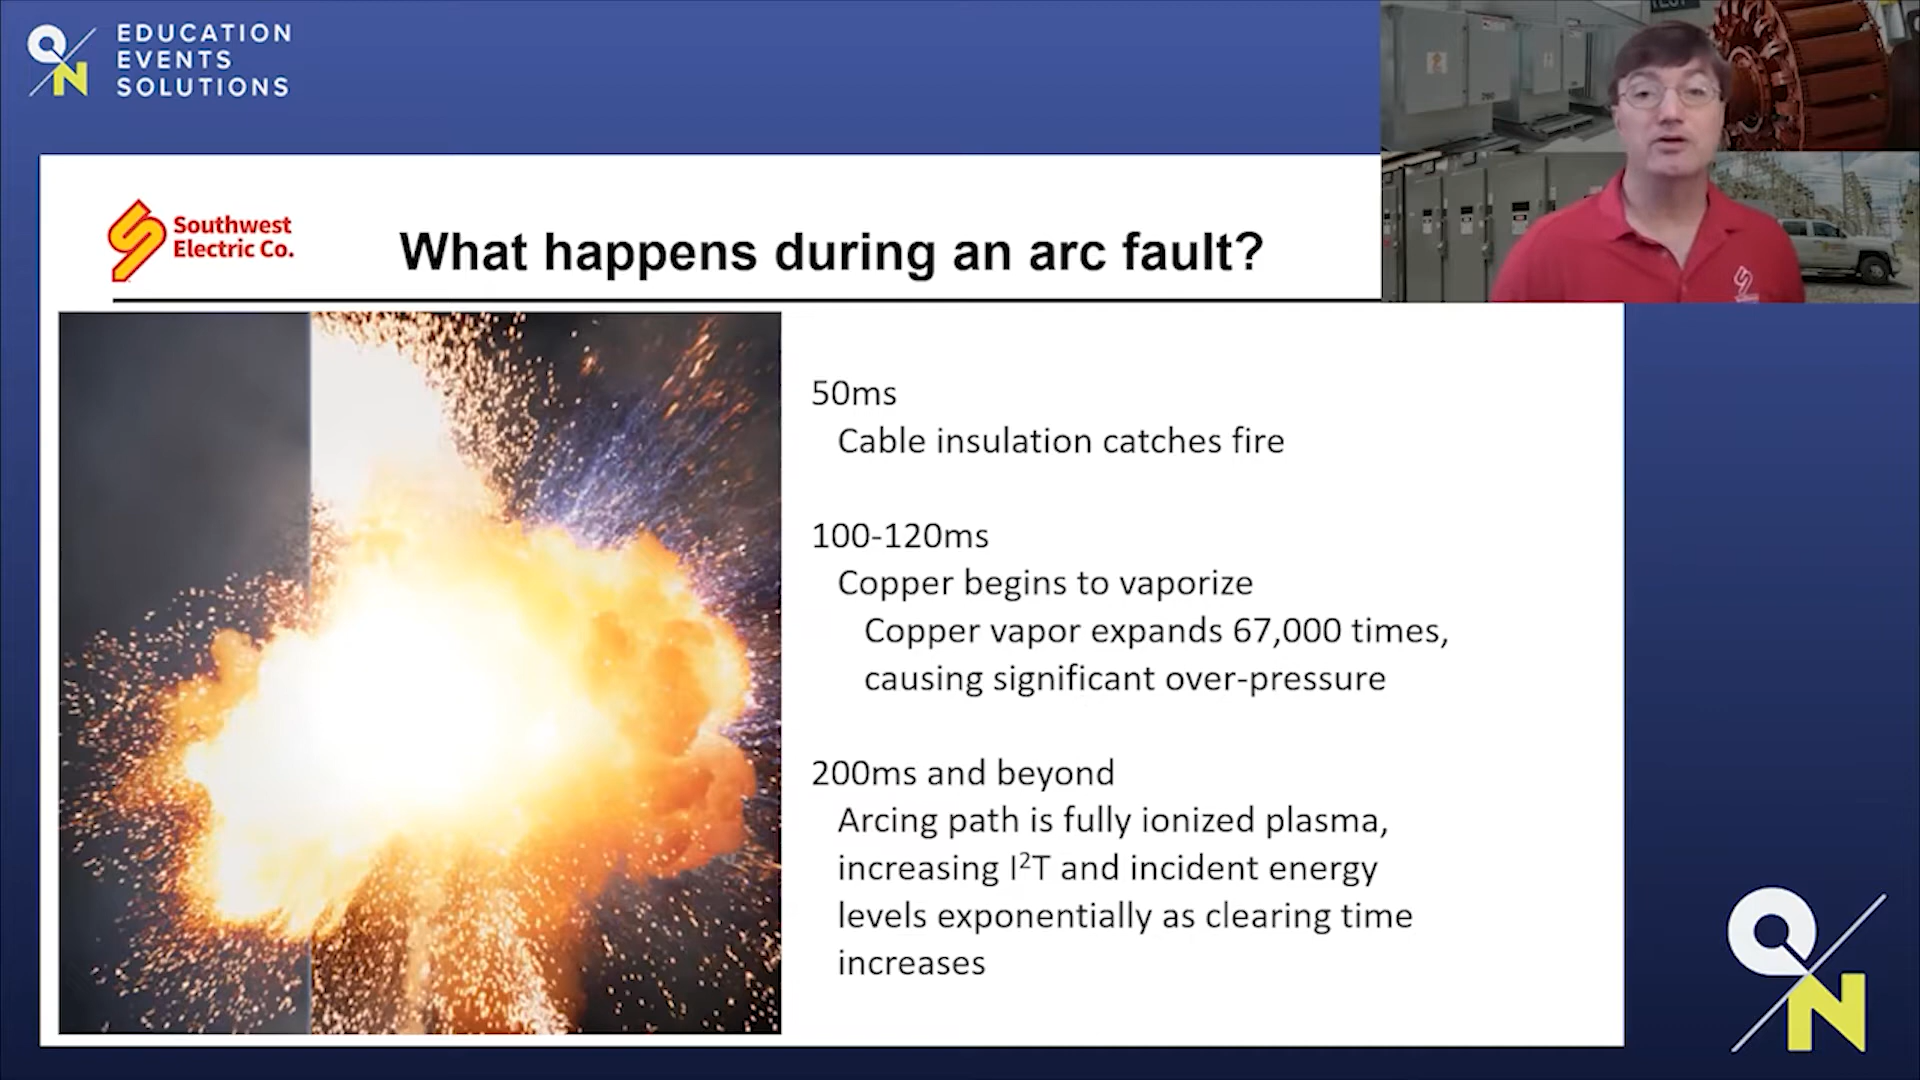 EDUCATION
EVENTS
SOLUTIONS
Southwest
Electric Co.
What happens during an arc fault?
50ms
Cable insulation catches fire
100-120ms
Copper begins to vaporize
Copper vapor expands 67,000 times,
causing significant over-pressure
200ms and beyond
Arcing path is fully ionized plasma,
increasing I²T and incident energy
levels exponentially as clearing time
increases